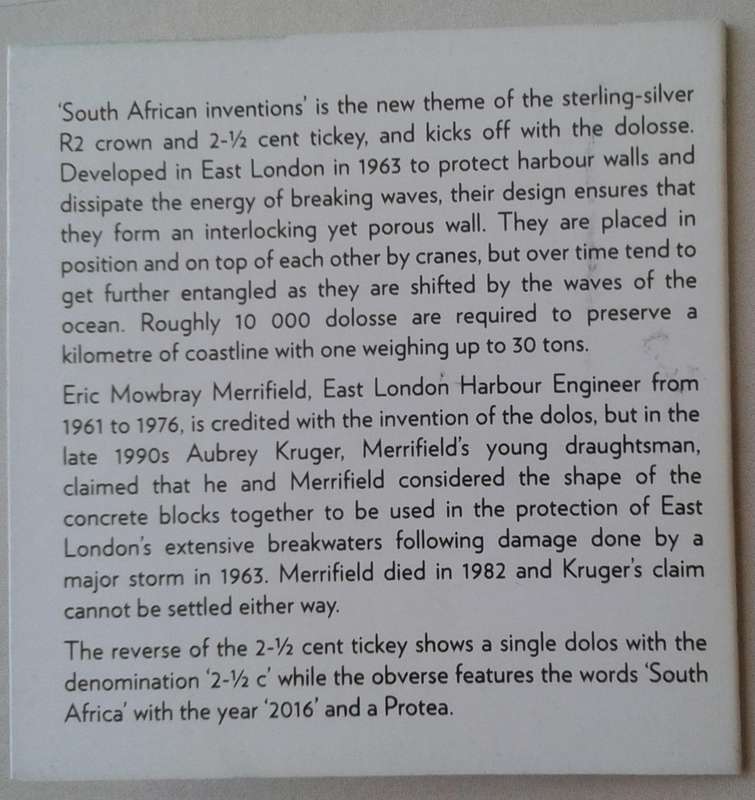 'South African inventions' is the new theme of the sterling-silver
R2 crown and 2-½ cent tickey, and kicks off with the dolosse.
Developed in East London in 1963 to protect harbour walls and
dissipate the energy of breaking waves, their design ensures that
they form an interlocking yet porous wall. They are placed in
position and on top of each other by cranes, but over time tend to
get further entangled as they are shifted by the waves of the
ocean. Roughly 10 000 dolosse are required to preserve a
kilometre of coastline with one weighing up to 30 tons.
Eric Mowbray Merrifield, East London Harbour Engineer from
1961 to 1976, is credited with the invention of the dolos, but in the
late 1990s Aubrey Kruger, Merrifield's young draughtsman,
claimed that he and Merrifield considered the shape of the
concrete blocks together to be used in the protection of East
London's extensive breakwaters following damage done by a
major storm in 1963. Merrifield died in 1982 and Kruger's claim
cannot be settled either way.
The reverse of the 2-½ cent tickey shows a single dolos with the
denomination '2-½ c' while the obverse features the words 'South
Africa' with the year '2016' and a Protea.